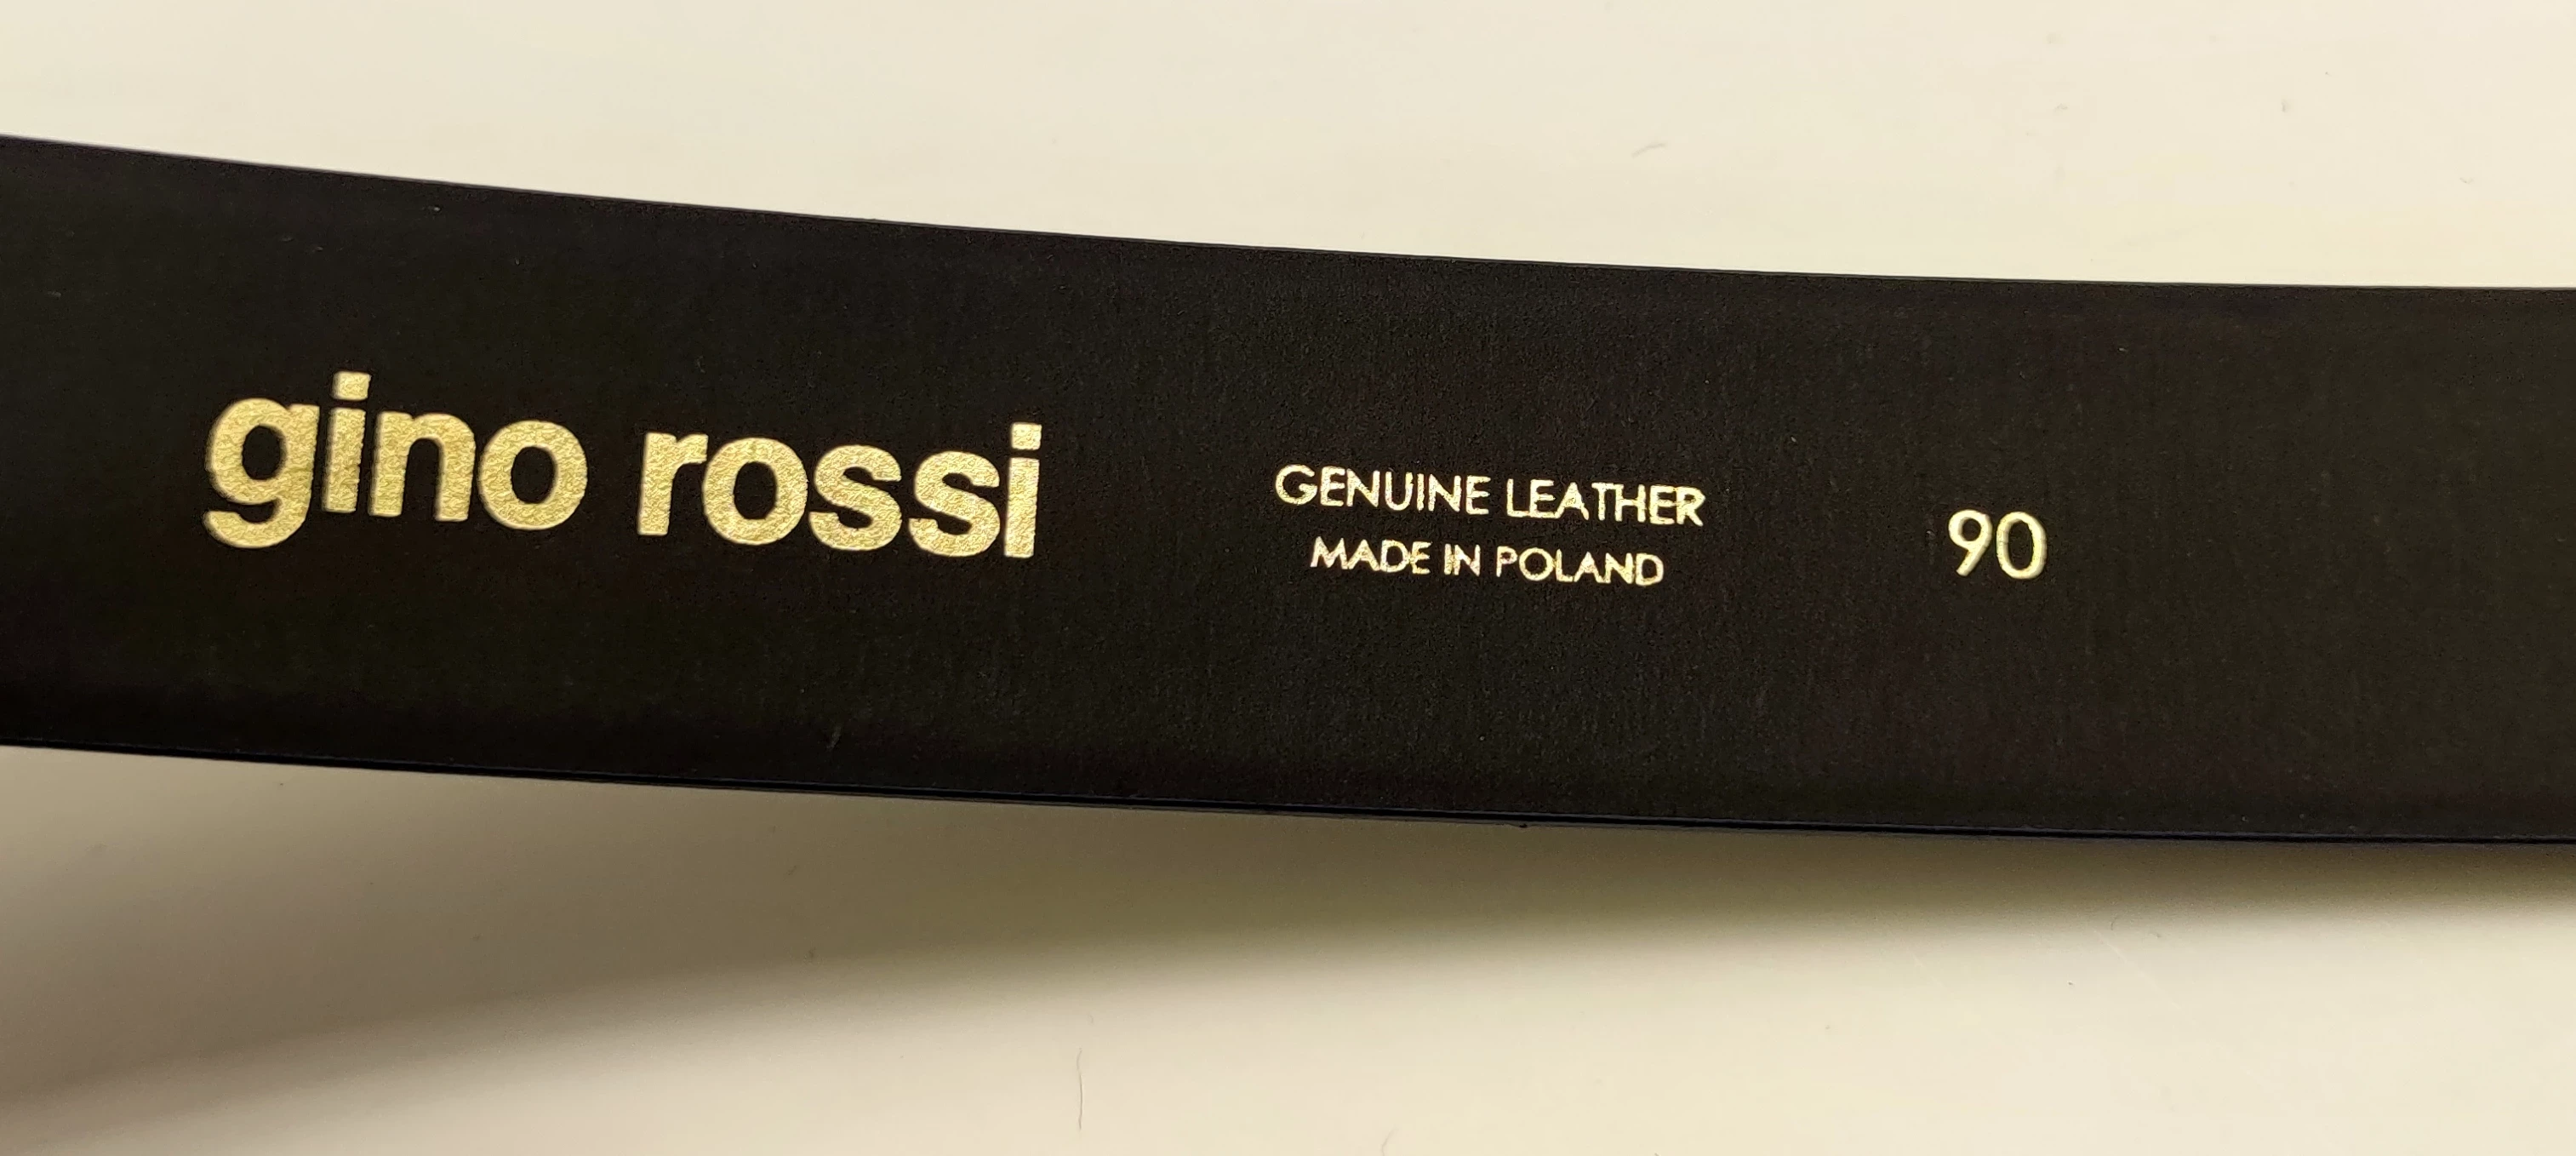 gino rossi
GENUINE LEATHER
MADE IN POLAND
90